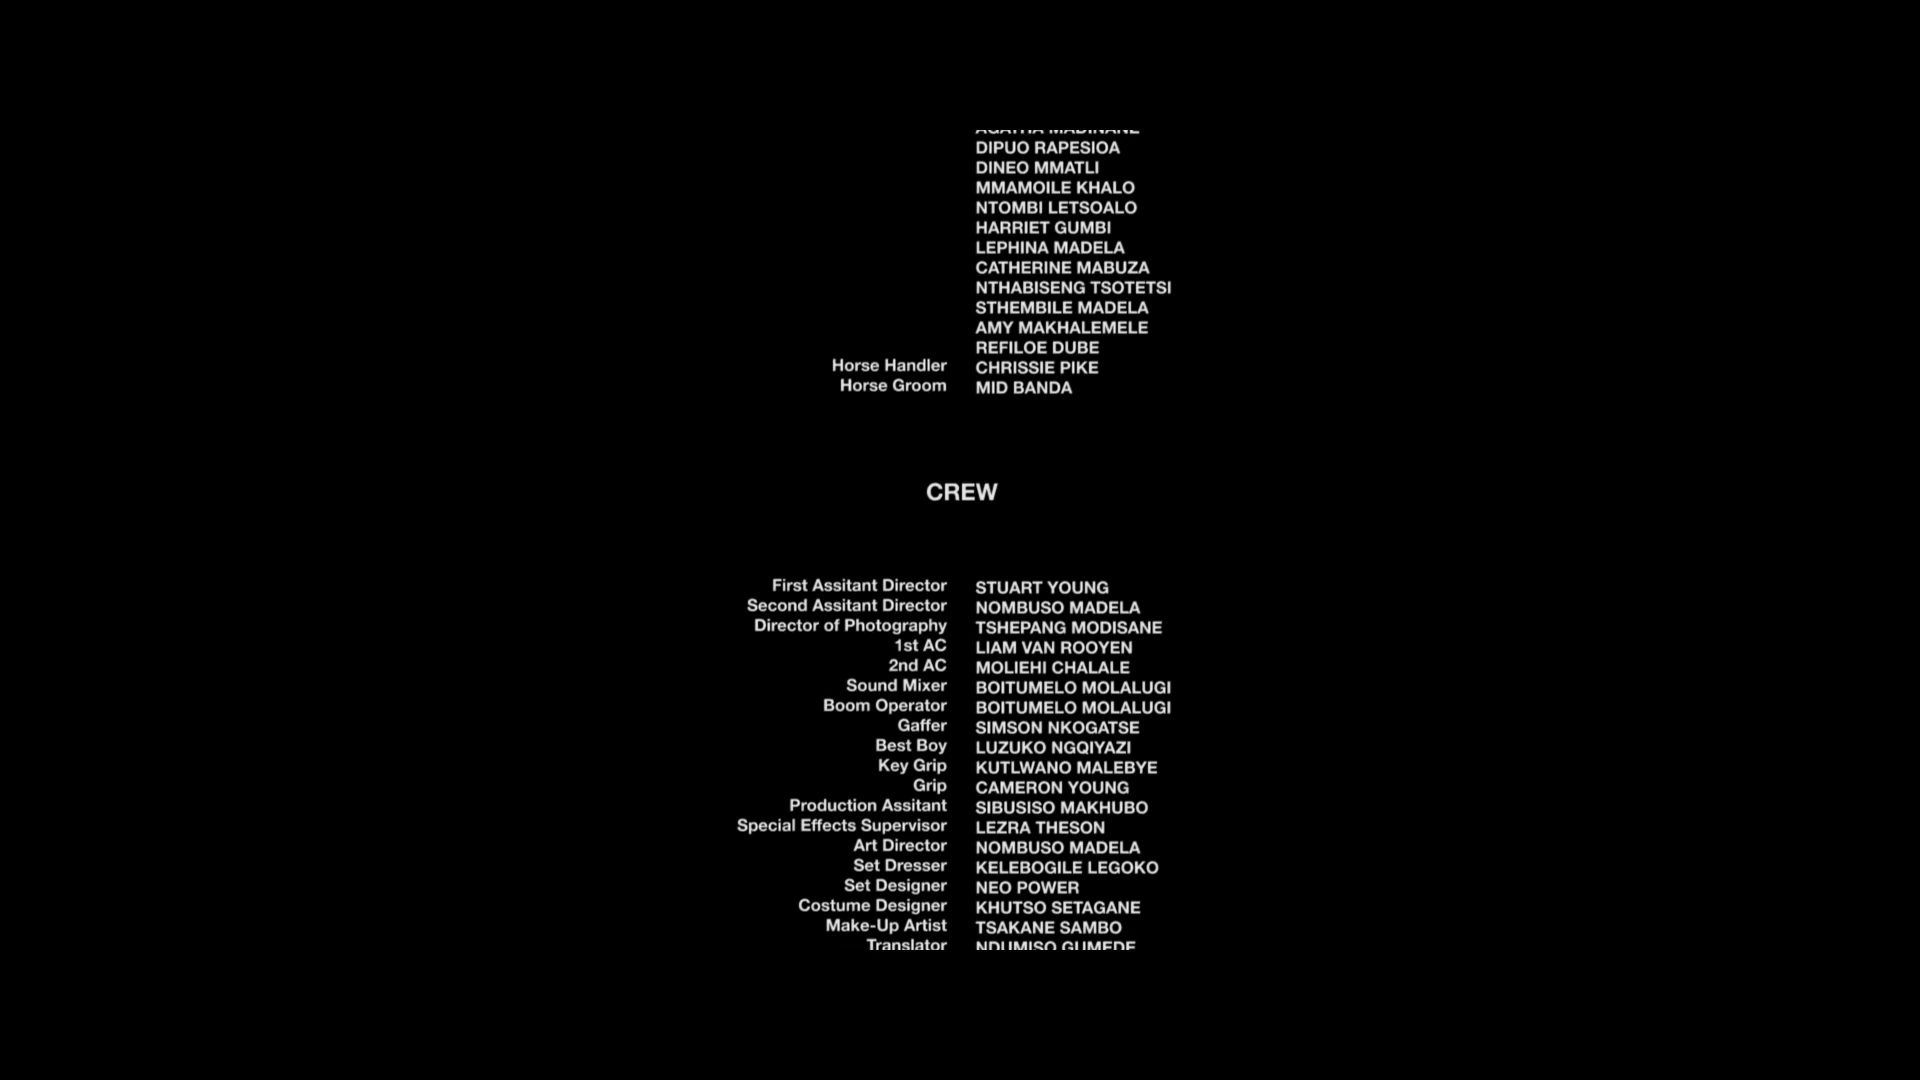 AGATHA MADINANE
DIPUO RAPESIOA
DINEO MMATLI
MMAMOILE KHALO
NTOMBI LETSOALO
HARRIET GUMBI
LEPHINA MADELA
CATHERINE MABUZA
NTHABISENG TSOTETSI
STHEMBILE MADELA
AMY MAKHALEMELE
REFILOE DUBE
Horse Handler CHRISSIE PIKE
Horse Groom MID BANDA
CREW
First Assitant Director STUART YOUNG
Second Assitant Director NOMBUSO MADELA
Director of Photography TSHEPANG MODISANE
1st AC LIAM VAN ROOYEN
2nd AC MOLIEHI CHALALE
Sound Mixer BOITUMELO MOLALUGI
Boom Operator BOITUMELO MOLALUGI
Gaffer SIMSON NKOGATSE
Best Boy LUZUKO NGQIYAZI
Key Grip KUTLWANO MALEBYE
Grip CAMERON YOUNG
Production Assitant SIBUSISO MAKHUBO
Special Effects Supervisor LEZRA THESON
Art Director NOMBUSO MADELA
Set Dresser KELEBOGILE LEGOKO
Set Designer NEO POWER
Costume Designer KHUTSO SETAGANE
Make-Up Artist TSAKANE SAMBO
Translator NDUMISO GUMEDE